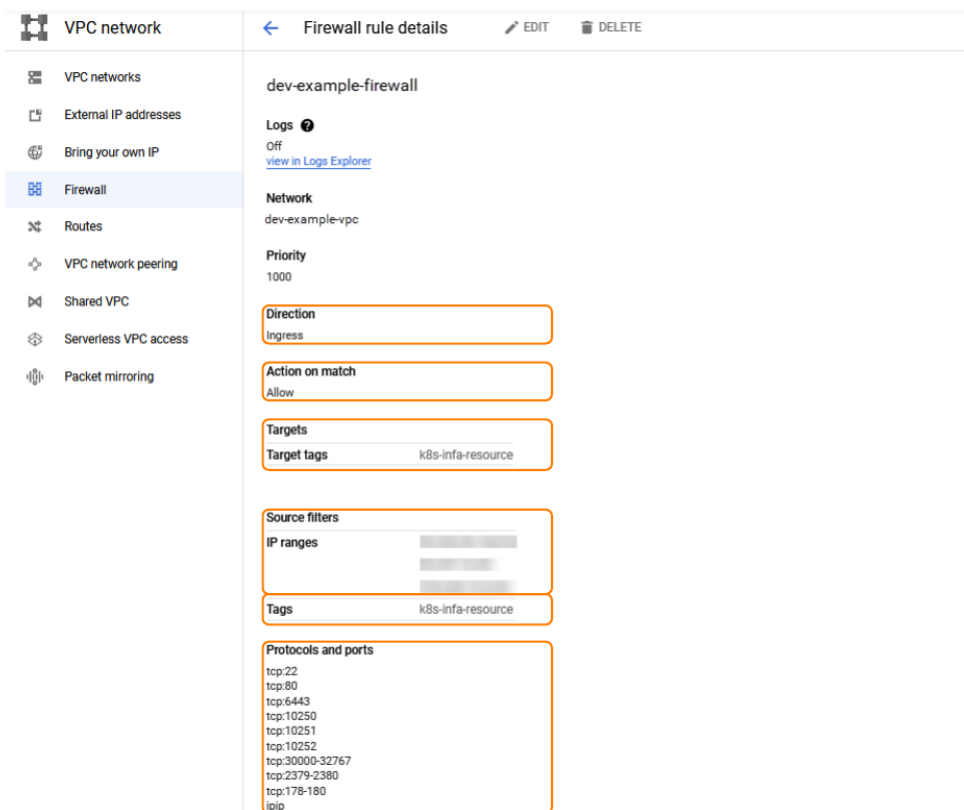 VPC network
Firewall rule details
EDIT
DELETE
VPC networks
External IP addresses
Bring your own IP
Firewall
Routes
VPC network peering
Shared VPC
Serverless VPC access
Packet mirroring
dev-example-firewall
Logs
Off
view in Logs Explorer
Network
dev-example-vpc
Priority
1000
Direction
Ingress
Action on match
Allow
Targets
Target tags k8s-infa-resource
Source filters
IP ranges
Tags k8s-infa-resource
Protocols and ports
tcp:22
tcp:80
tcp:6443
tcp:10250
tcp:10251
tcp:10252
tcp:30000-32767
tcp:2379-2380
tcp:178-180
ipip